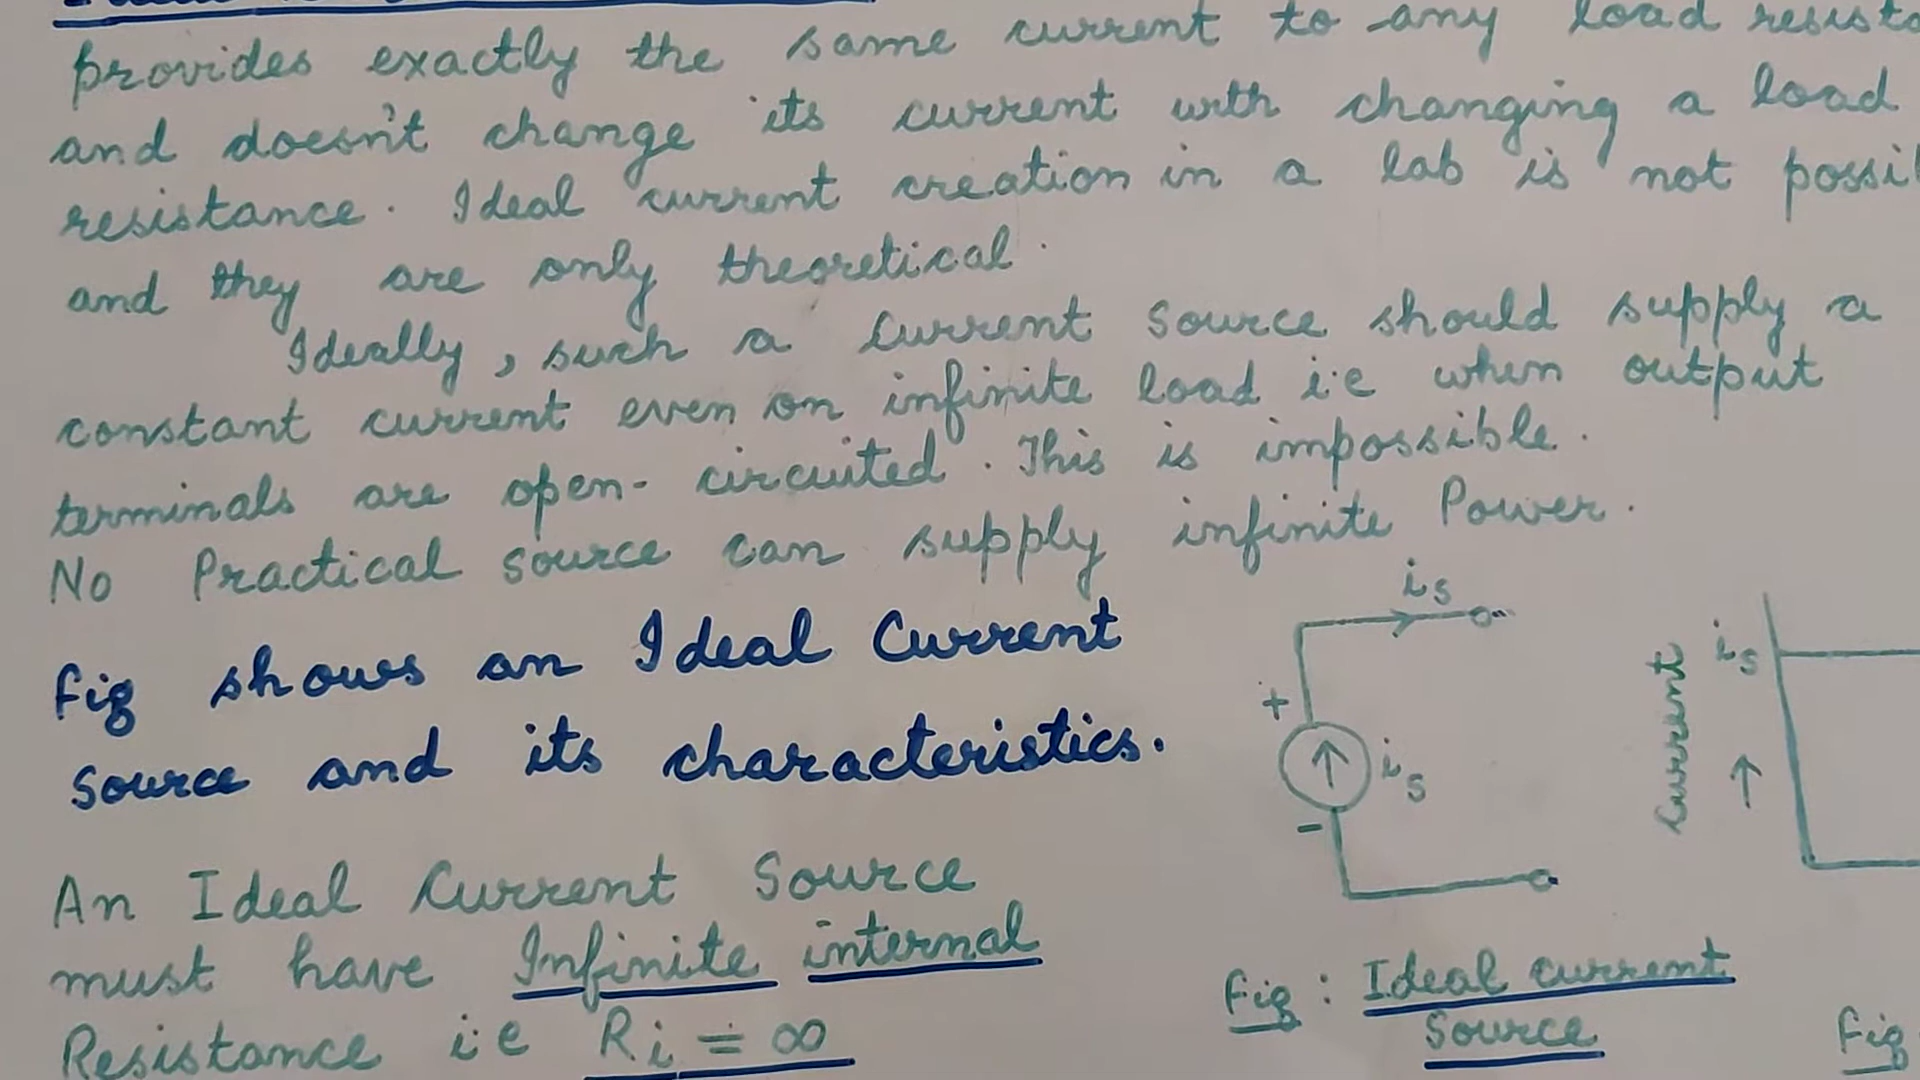 provides exactly the same current to any load
and doesn't change its current with changing a load
resistance. Ideal current creation in a lab is not
and they are only theoretical.
Ideally, such a current source should supply a
constant current even on infinite load i.e when output
terminals are open-circuited. This is impossible.
No Practical source can supply infinite Power.
fig shows an Ideal Current
source and its characteristics.
An Ideal Current Source
must have Infinite internal
Resistance i.e Ri = ∞
is
+
is
-
fig : Ideal current
source
Current ↑
is
fig